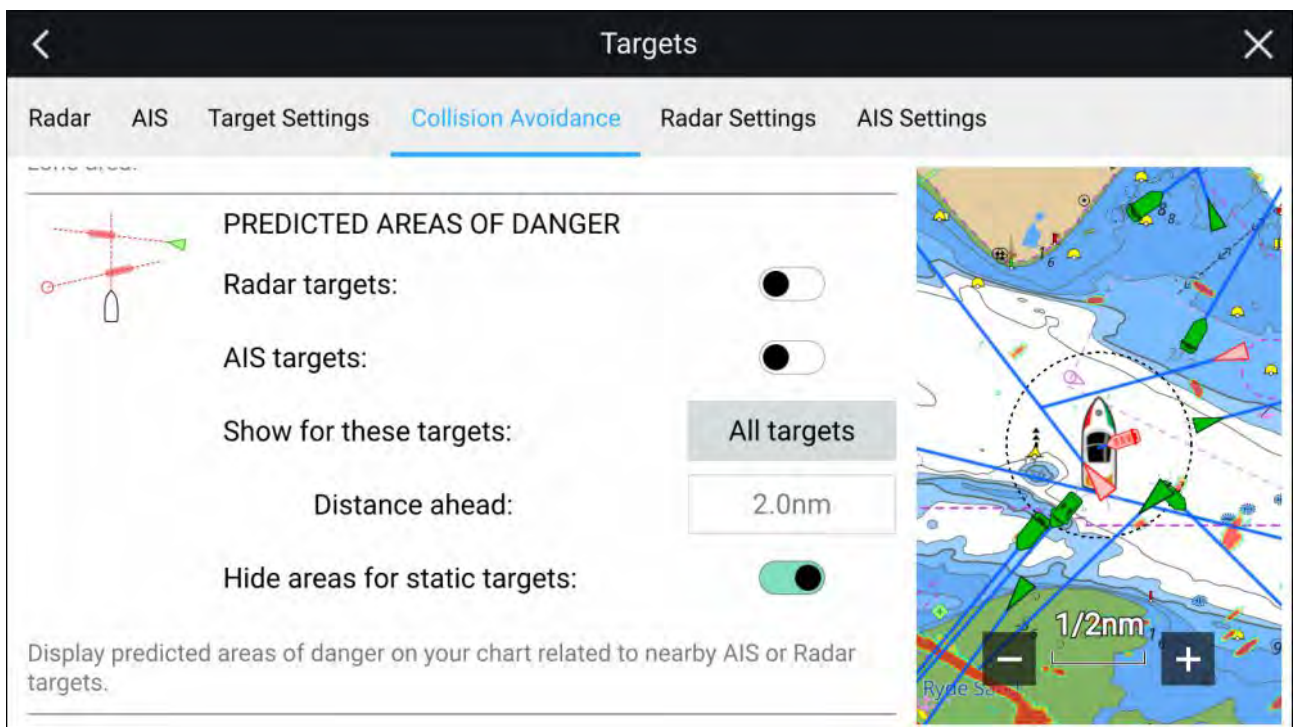 Targets
Radar AIS Target Settings Collision Avoidance Radar Settings AIS Settings
PREDICTED AREAS OF DANGER
Radar targets:
AIS targets:
Show for these targets: All targets
Distance ahead: 2.0nm
Hide areas for static targets:
Display predicted areas of danger on your chart related to nearby AIS or Radar
targets.
1/2nm